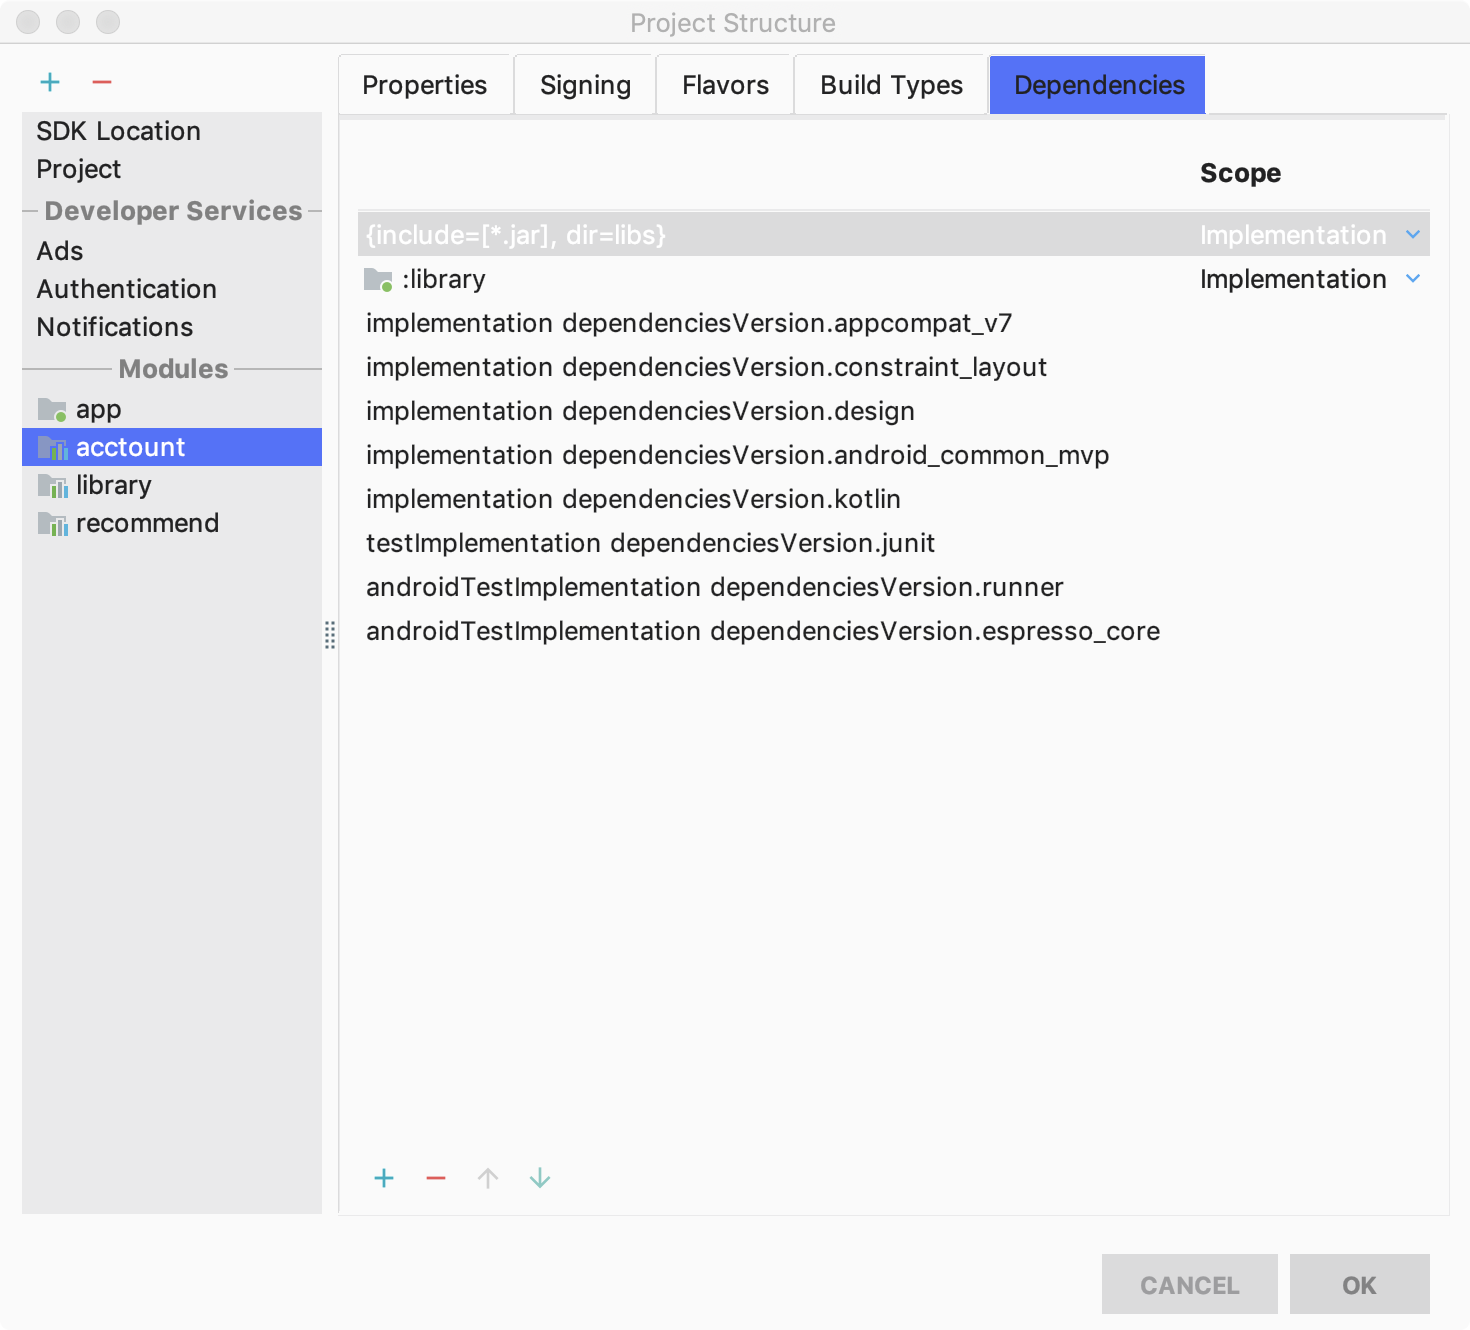 Project Structure
Properties Signing Flavors Build Types Dependencies
SDK Location
Project
Developer Services
Ads
Authentication
Notifications
Modules
app
acctount
library
recommend
Scope
{include=[*.jar], dir=libs} Implementation
:library Implementation
implementation dependenciesVersion.appcompat_v7
implementation dependenciesVersion.constraint_layout
implementation dependenciesVersion.design
implementation dependenciesVersion.android_common_mvp
implementation dependenciesVersion.kotlin
testImplementation dependenciesVersion.junit
androidTestImplementation dependenciesVersion.runner
androidTestImplementation dependenciesVersion.espresso_core
CANCEL OK